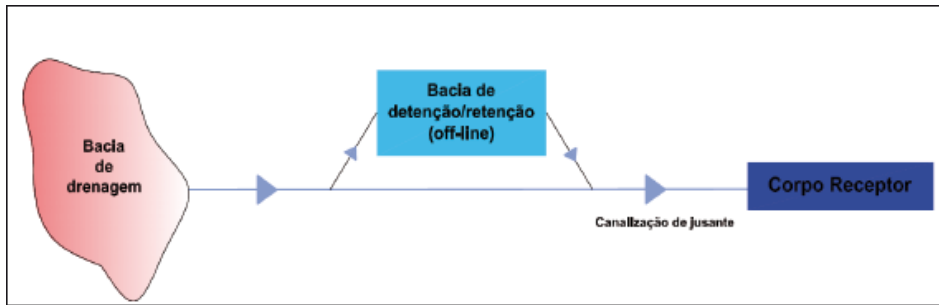 Bacia de
detenção/retenção
(off-line)
Bacia
de
drenagem
Corpo Receptor
Canalização de jusante